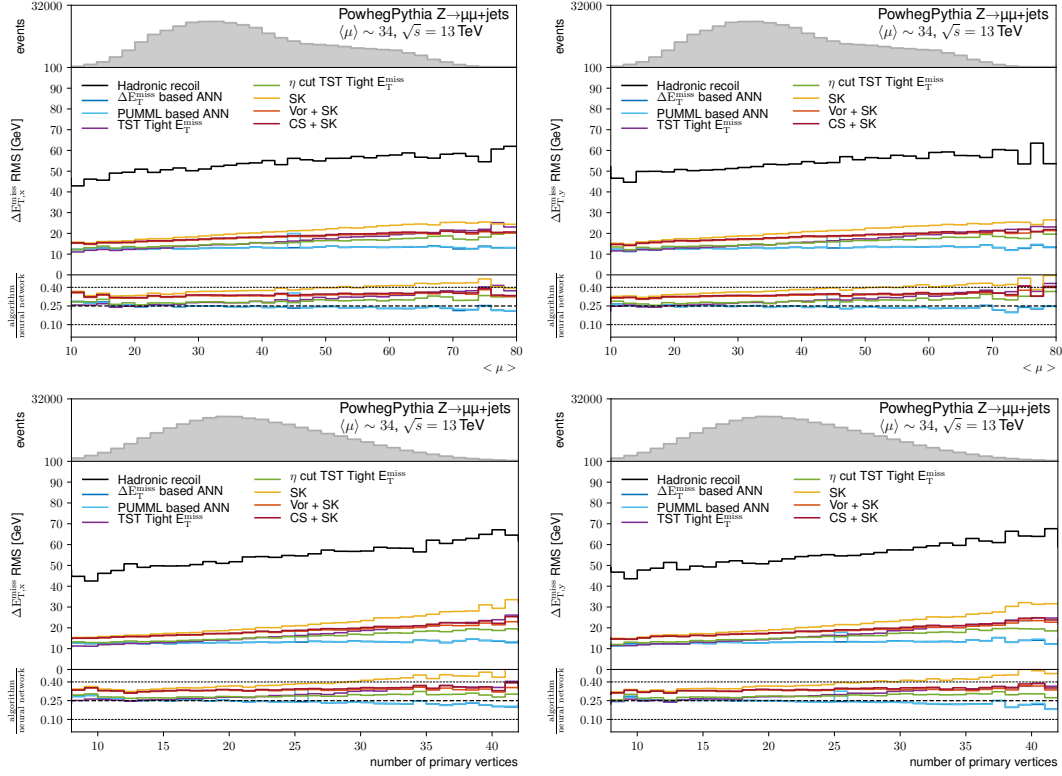 32000
PowhegPythia Z→μμ+jets
⟨μ⟩ ∼ 34, √s = 13 TeV
events
100
90
80
70
60
50
40
30
20
10
0
ΔE_T,x^miss RMS [GeV]
Hadronic recoil
ΔE_T^miss based ANN
PUMML based ANN
TST Tight E_T^miss
η cut TST Tight E_T^miss
SK
Vor + SK
CS + SK
0.40
0.25
0.10
algorithm
neural network
10 20 30 40 50 60 70 80
< μ >
32000
PowhegPythia Z→μμ+jets
⟨μ⟩ ∼ 34, √s = 13 TeV
events
100
90
80
70
60
50
40
30
20
10
0
ΔE_T,y^miss RMS [GeV]
Hadronic recoil
ΔE_T^miss based ANN
PUMML based ANN
TST Tight E_T^miss
η cut TST Tight E_T^miss
SK
Vor + SK
CS + SK
0.40
0.25
0.10
algorithm
neural network
10 20 30 40 50 60 70 80
< μ >
32000
PowhegPythia Z→μμ+jets
⟨μ⟩ ∼ 34, √s = 13 TeV
events
100
90
80
70
60
50
40
30
20
10
0
ΔE_T,x^miss RMS [GeV]
Hadronic recoil
ΔE_T^miss based ANN
PUMML based ANN
TST Tight E_T^miss
η cut TST Tight E_T^miss
SK
Vor + SK
CS + SK
0.40
0.25
0.10
algorithm
neural network
10 15 20 25 30 35 40
number of primary vertices
32000
PowhegPythia Z→μμ+jets
⟨μ⟩ ∼ 34, √s = 13 TeV
events
100
90
80
70
60
50
40
30
20
10
0
ΔE_T,y^miss RMS [GeV]
Hadronic recoil
ΔE_T^miss based ANN
PUMML based ANN
TST Tight E_T^miss
η cut TST Tight E_T^miss
SK
Vor + SK
CS + SK
0.40
0.25
0.10
algorithm
neural network
10 15 20 25 30 35 40
number of primary vertices